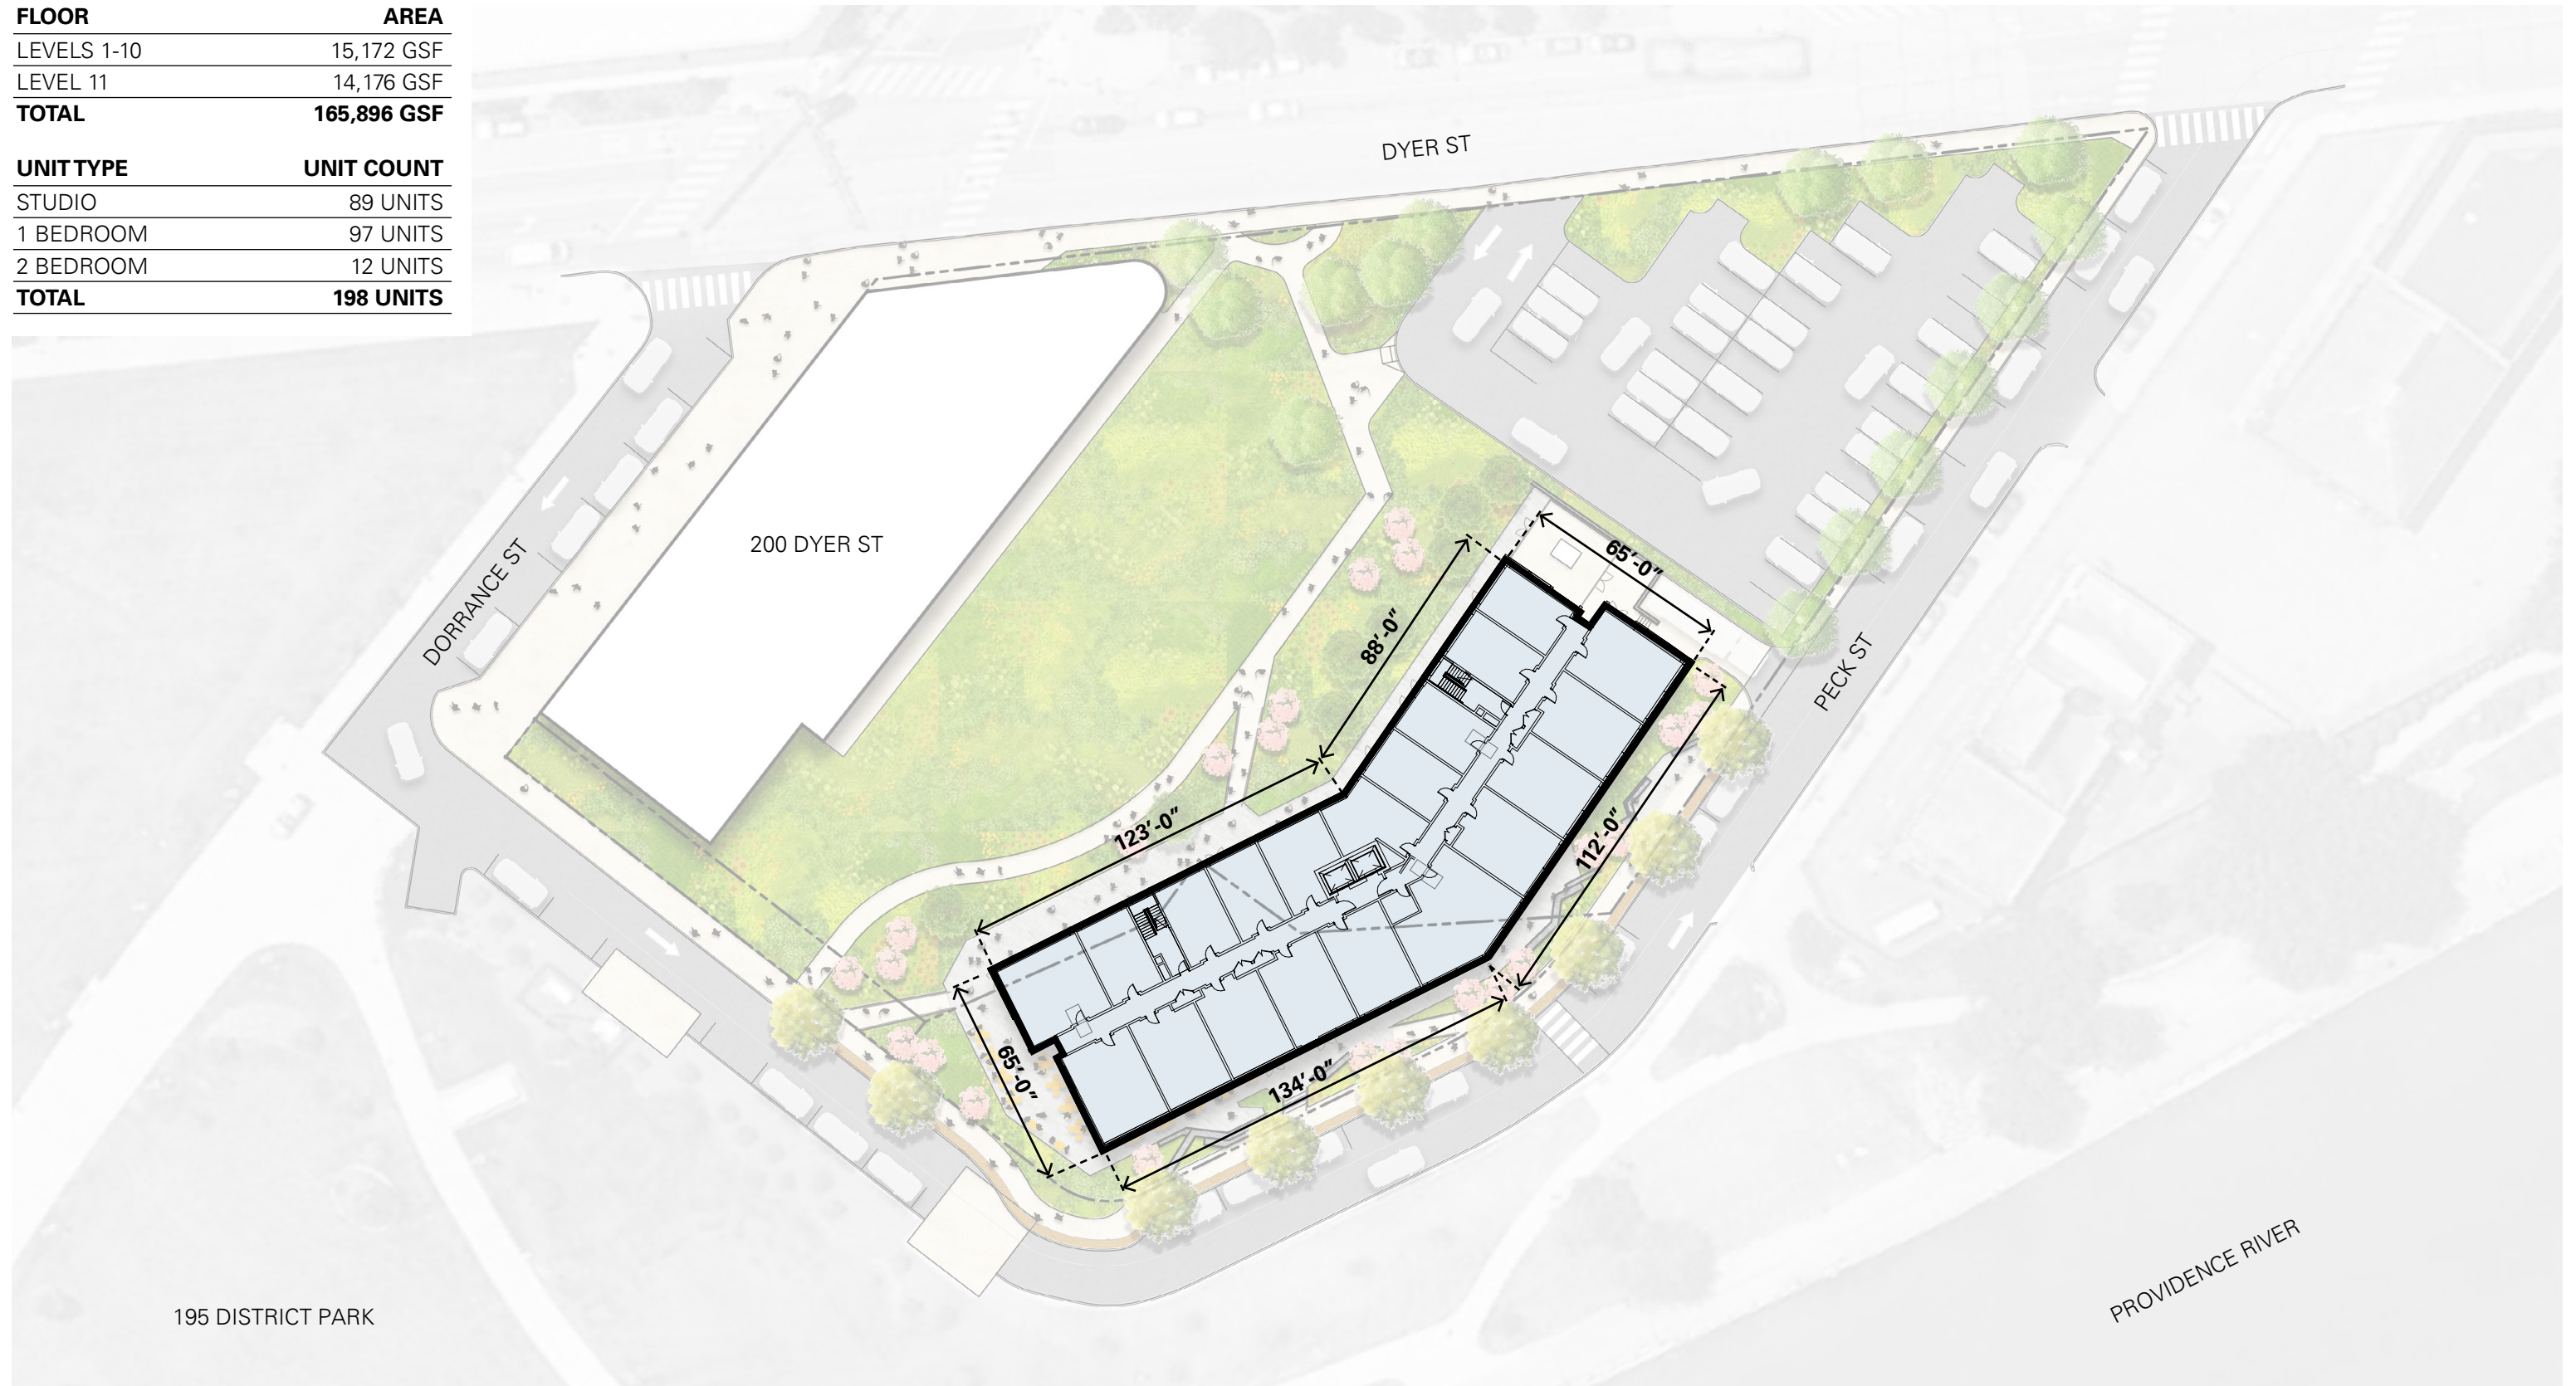 FLOOR AREA
LEVELS 1-10 15,172 GSF
LEVEL 11 14,176 GSF
TOTAL 165,896 GSF
UNIT TYPE UNIT COUNT
STUDIO 89 UNITS
1 BEDROOM 97 UNITS
2 BEDROOM 12 UNITS
TOTAL 198 UNITS
DYER ST
200 DYER ST
DORRANCE ST
65'-0"
88'-0"
PECK ST
123'-0"
112'-0"
65'-0"
134'-0"
195 DISTRICT PARK
PROVIDENCE RIVER